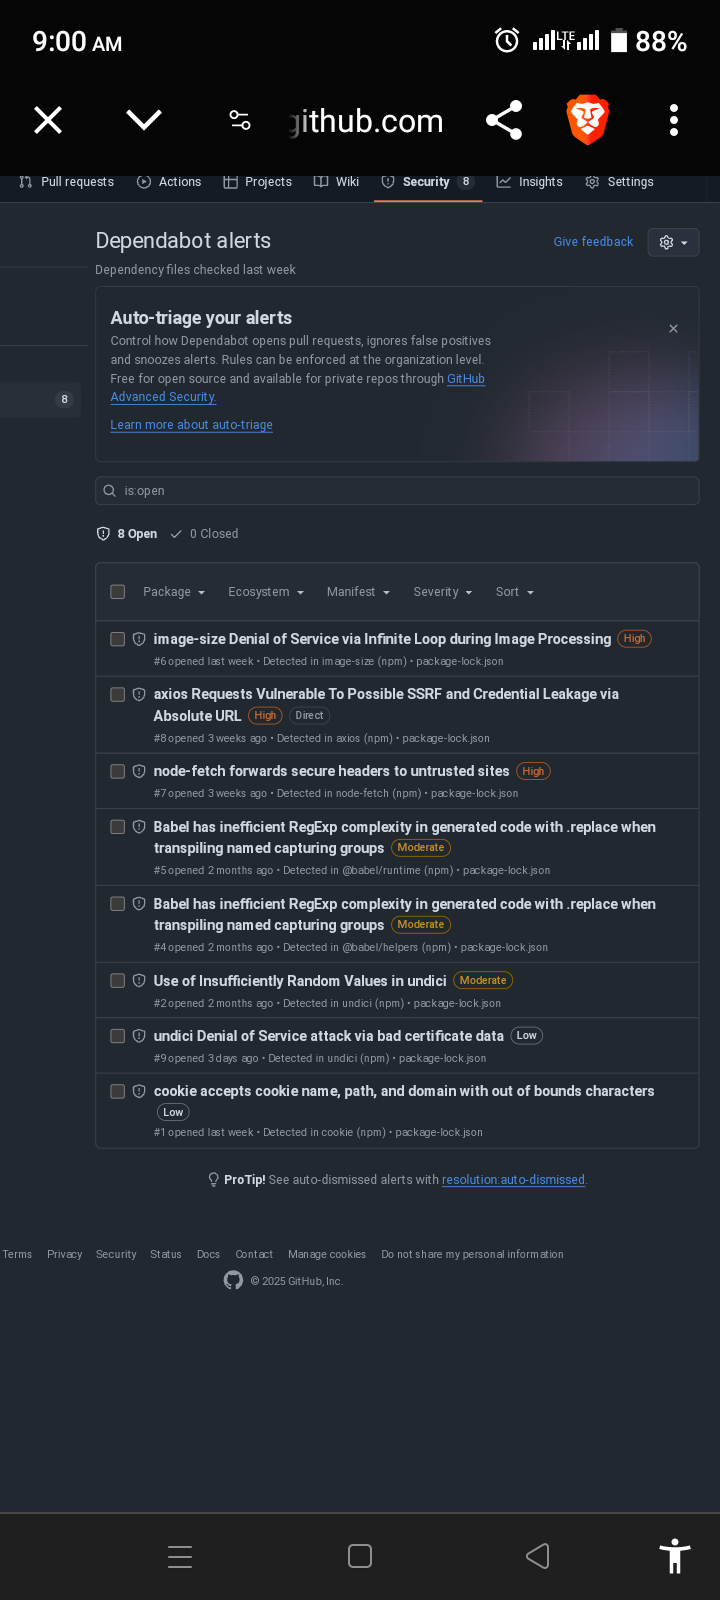 9:00 AM LTE 88%
github.com
Pull requests Actions Projects Wiki Security 8 Insights Settings
Dependabot alerts
Give feedback
Dependency files checked last week
Auto-triage your alerts
Control how Dependabot opens pull requests, ignores false positives
and snoozes alerts. Rules can be enforced at the organization level.
Free for open source and available for private repos through GitHub
Advanced Security.
8
Learn more about auto-triage
is:open
8 Open 0 Closed
Package Ecosystem Manifest Severity Sort
image-size Denial of Service via Infinite Loop during Image Processing High
#6 opened last week • Detected in image-size (npm) • package-lock.json
axios Requests Vulnerable To Possible SSRF and Credential Leakage via
Absolute URL High Direct
#8 opened 3 weeks ago • Detected in axios (npm) • package-lock.json
node-fetch forwards secure headers to untrusted sites High
#7 opened 3 weeks ago • Detected in node-fetch (npm) • package-lock.json
Babel has inefficient RegExp complexity in generated code with .replace when
transpiling named capturing groups Moderate
#5 opened 2 months ago • Detected in @babel/runtime (npm) • package-lock.json
Babel has inefficient RegExp complexity in generated code with .replace when
transpiling named capturing groups Moderate
#4 opened 2 months ago • Detected in @babel/helpers (npm) • package-lock.json
Use of Insufficiently Random Values in undici Moderate
#2 opened 2 months ago • Detected in undici (npm) • package-lock.json
undici Denial of Service attack via bad certificate data Low
#9 opened 3 days ago • Detected in undici (npm) • package-lock.json
cookie accepts cookie name, path, and domain with out of bounds characters
Low
#1 opened last week • Detected in cookie (npm) • package-lock.json
ProTip! See auto-dismissed alerts with resolution:auto-dismissed.
Terms Privacy Security Status Docs Contact Manage cookies Do not share my personal information
© 2025 GitHub, Inc.